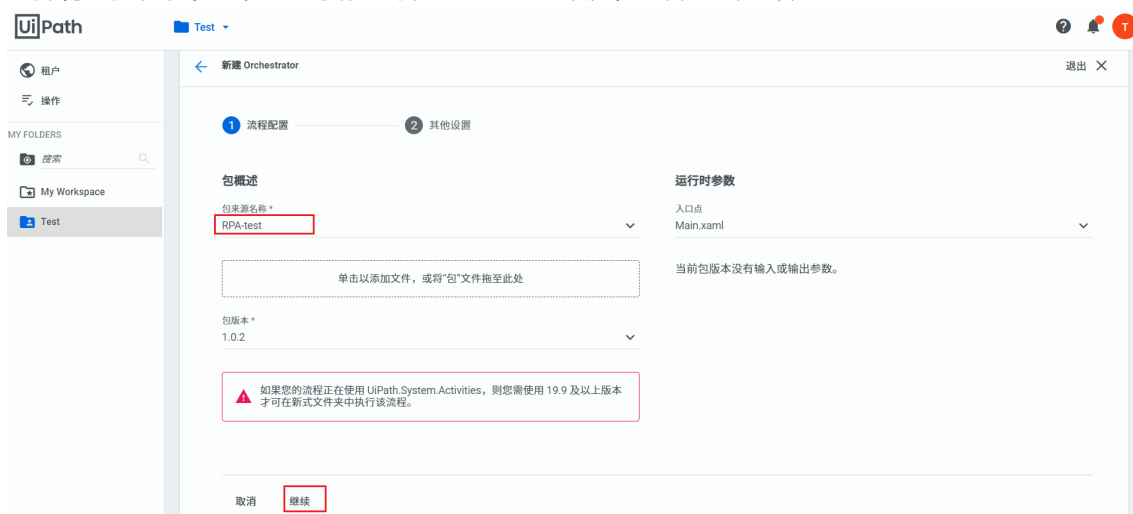 UiPath
Test
T
租户
操作
MY FOLDERS
搜索
My Workspace
Test
新建 Orchestrator
退出
1 流程配置
2 其他设置
包概述
包来源名称 *
RPA-test
单击以添加文件，或将“包”文件拖至此处
包版本 *
1.0.2
如果您的流程正在使用 UiPath.System.Activities，则您需使用 19.9 及以上版本
才可在新式文件夹中执行该流程。
运行时参数
入口点
Main.xaml
当前包版本没有输入或输出参数。
取消
继续